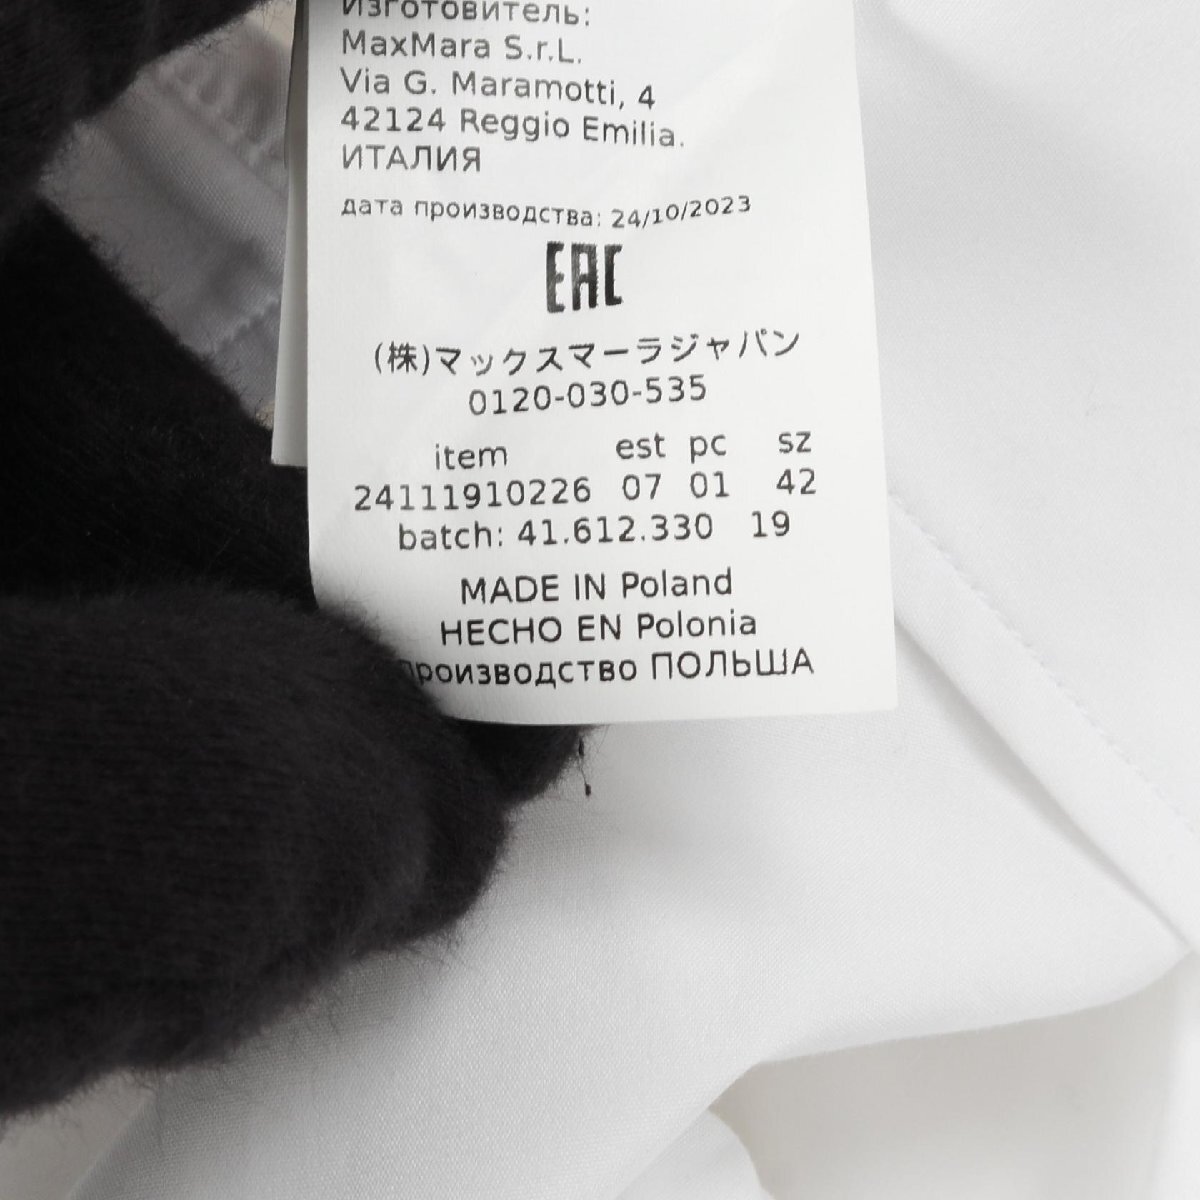 Изготовитель:
MaxMara S.r.L.
Via G. Maramotti, 4
42124 Reggio Emilia.
ИТАЛИЯ
дата производства: 24/10/2023
EAC
(株)マックスマーラジャパン
0120-030-535
item est pc sz
24111910226 07 01 42
batch: 41.612.330 19
MADE IN Poland
HECHO EN Polonia
производство ПОЛЬША